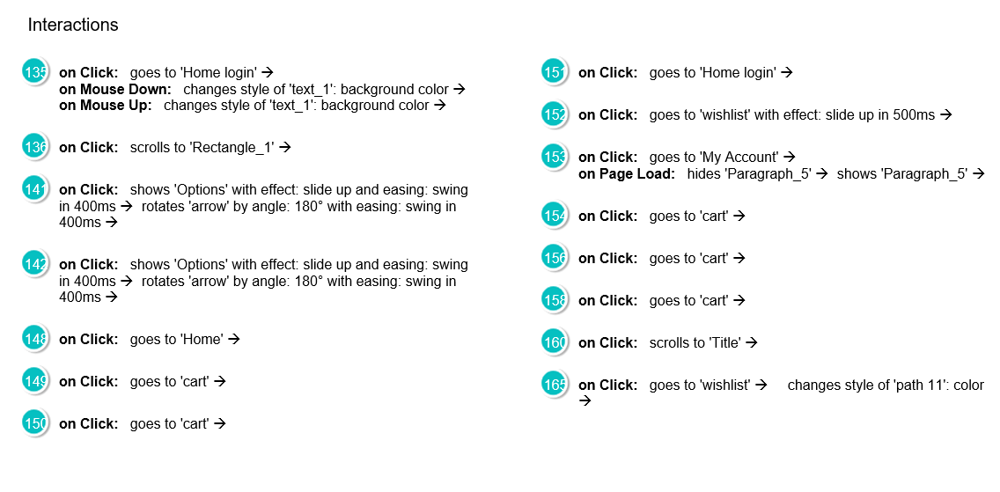 Interactions
135 on Click: goes to 'Home login' →
on Mouse Down: changes style of 'text_1': background color →
on Mouse Up: changes style of 'text_1': background color →
136 on Click: scrolls to 'Rectangle_1' →
141 on Click: shows 'Options' with effect: slide up and easing: swing
in 400ms → rotates 'arrow' by angle: 180° with easing: swing in
400ms →
142 on Click: shows 'Options' with effect: slide up and easing: swing
in 400ms → rotates 'arrow' by angle: 180° with easing: swing in
400ms →
148 on Click: goes to 'Home' →
149 on Click: goes to 'cart' →
150 on Click: goes to 'cart' →
151 on Click: goes to 'Home login' →
152 on Click: goes to 'wishlist' with effect: slide up in 500ms →
153 on Click: goes to 'My Account' →
on Page Load: hides 'Paragraph_5' → shows 'Paragraph_5' →
154 on Click: goes to 'cart' →
156 on Click: goes to 'cart' →
158 on Click: goes to 'cart' →
160 on Click: scrolls to 'Title' →
165 on Click: goes to 'wishlist' → changes style of 'path 11': color
→